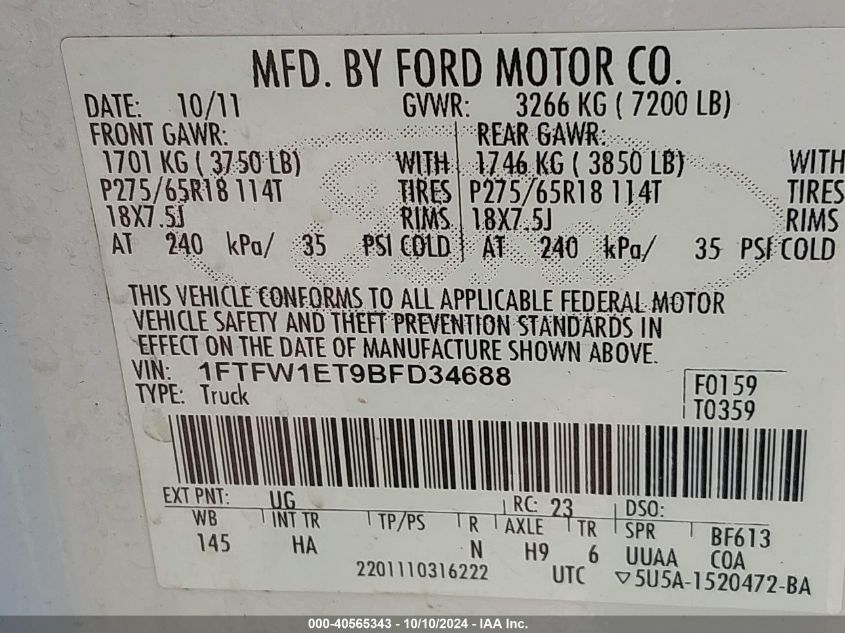 MFD. BY FORD MOTOR CO.
DATE: 10/11 GVWR: 3266 KG ( 7200 LB)
FRONT GAWR: REAR GAWR:
1701 KG ( 3750 LB) WITH 1746 KG ( 3850 LB) WITH
P275/65R18 114T TIRES P275/65R18 114T TIRES
18X7.5J RIMS 18X7.5J RIMS
AT 240 kPa/ 35 PSI COLD AT 240 kPa/ 35 PSI COLD
THIS VEHICLE CONFORMS TO ALL APPLICABLE FEDERAL MOTOR
VEHICLE SAFETY AND THEFT PREVENTION STANDARDS IN
EFFECT ON THE DATE OF MANUFACTURE SHOWN ABOVE.
VIN: 1FTFW1ET9BFD34688 F0159
TYPE: Truck T0359
EXT PNT: UG RC: 23 DSO:
WB INT TR TP/PS R AXLE TR SPR BF613
145 HA N H9 6 UUAA COA
2201110316222 UTC ▽5U5A-1520472-BA
000-40565343 - 10/10/2024 - IAA Inc.